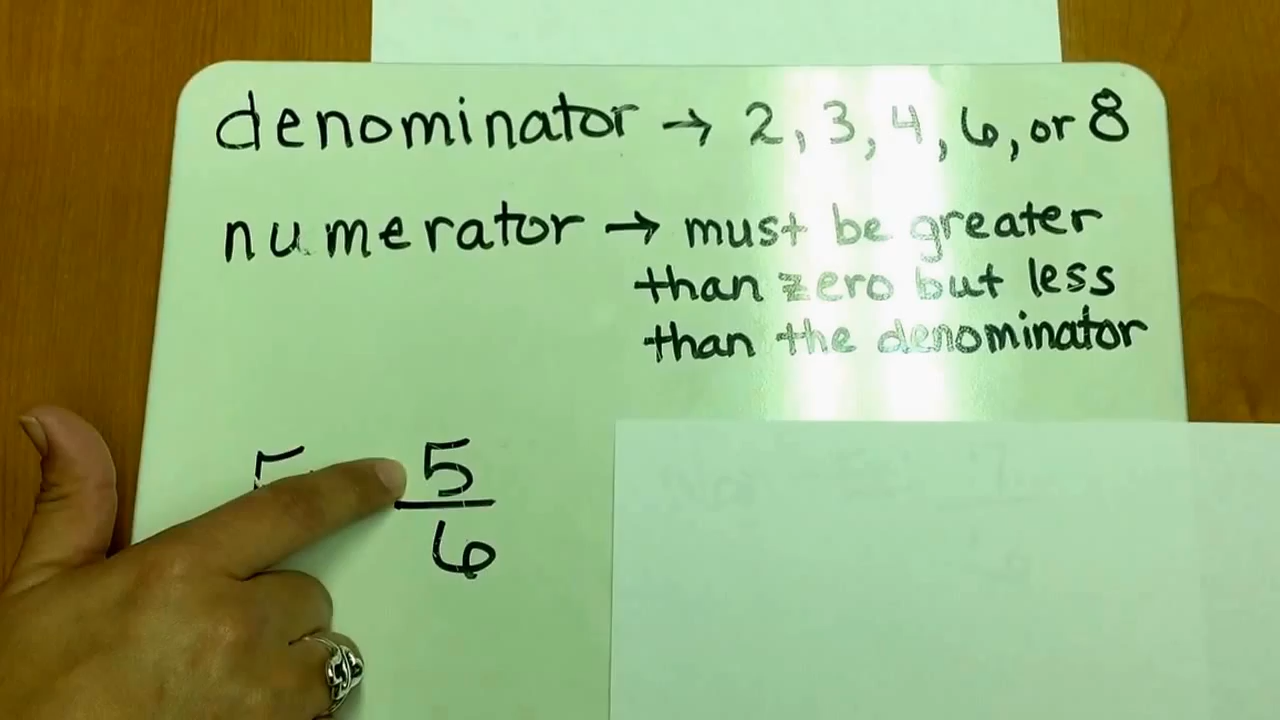 denominator → 2, 3, 4, 6, or 8
numerator → must be greater
than zero but less
than the denominator
5
6